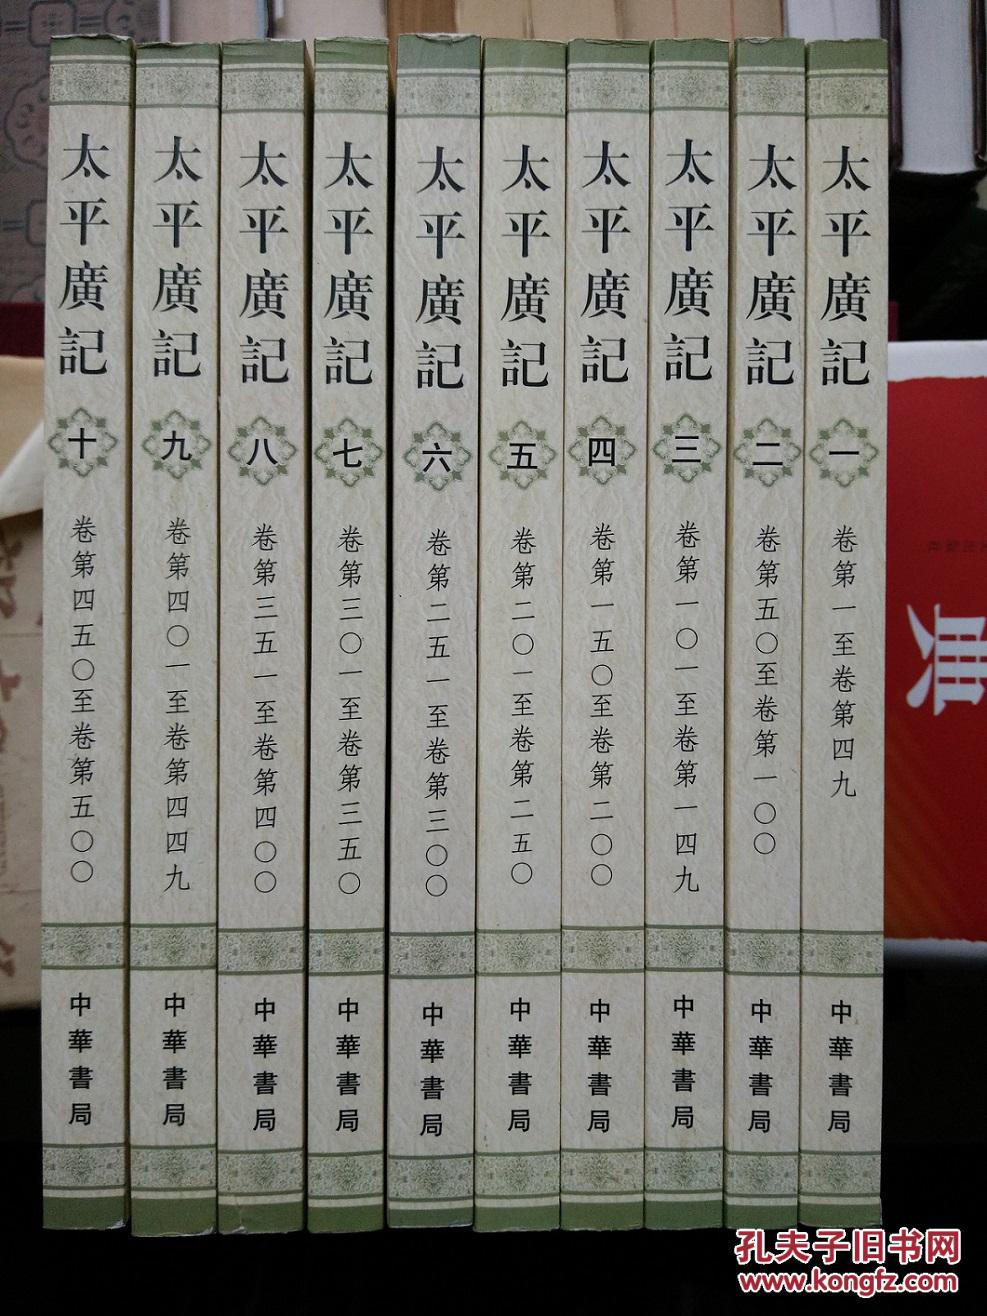 太平廣記
一
卷第一至卷第四九
中華書局
太平廣記
二
卷第五〇至卷第一〇〇
中華書局
太平廣記
三
卷第一〇一至卷第一四九
中華書局
太平廣記
四
卷第一五〇至卷第二〇〇
中華書局
太平廣記
五
卷第二〇一至卷第二五〇
中華書局
太平廣記
六
卷第二五一至卷第三〇〇
中華書局
太平廣記
七
卷第三〇一至卷第三五〇
中華書局
太平廣記
八
卷第三五一至卷第四〇〇
中華書局
太平廣記
九
卷第四〇一至卷第四四九
中華書局
太平廣記
十
卷第四五〇至卷第五〇〇
中華書局
孔夫子旧书网
www.kongfz.com